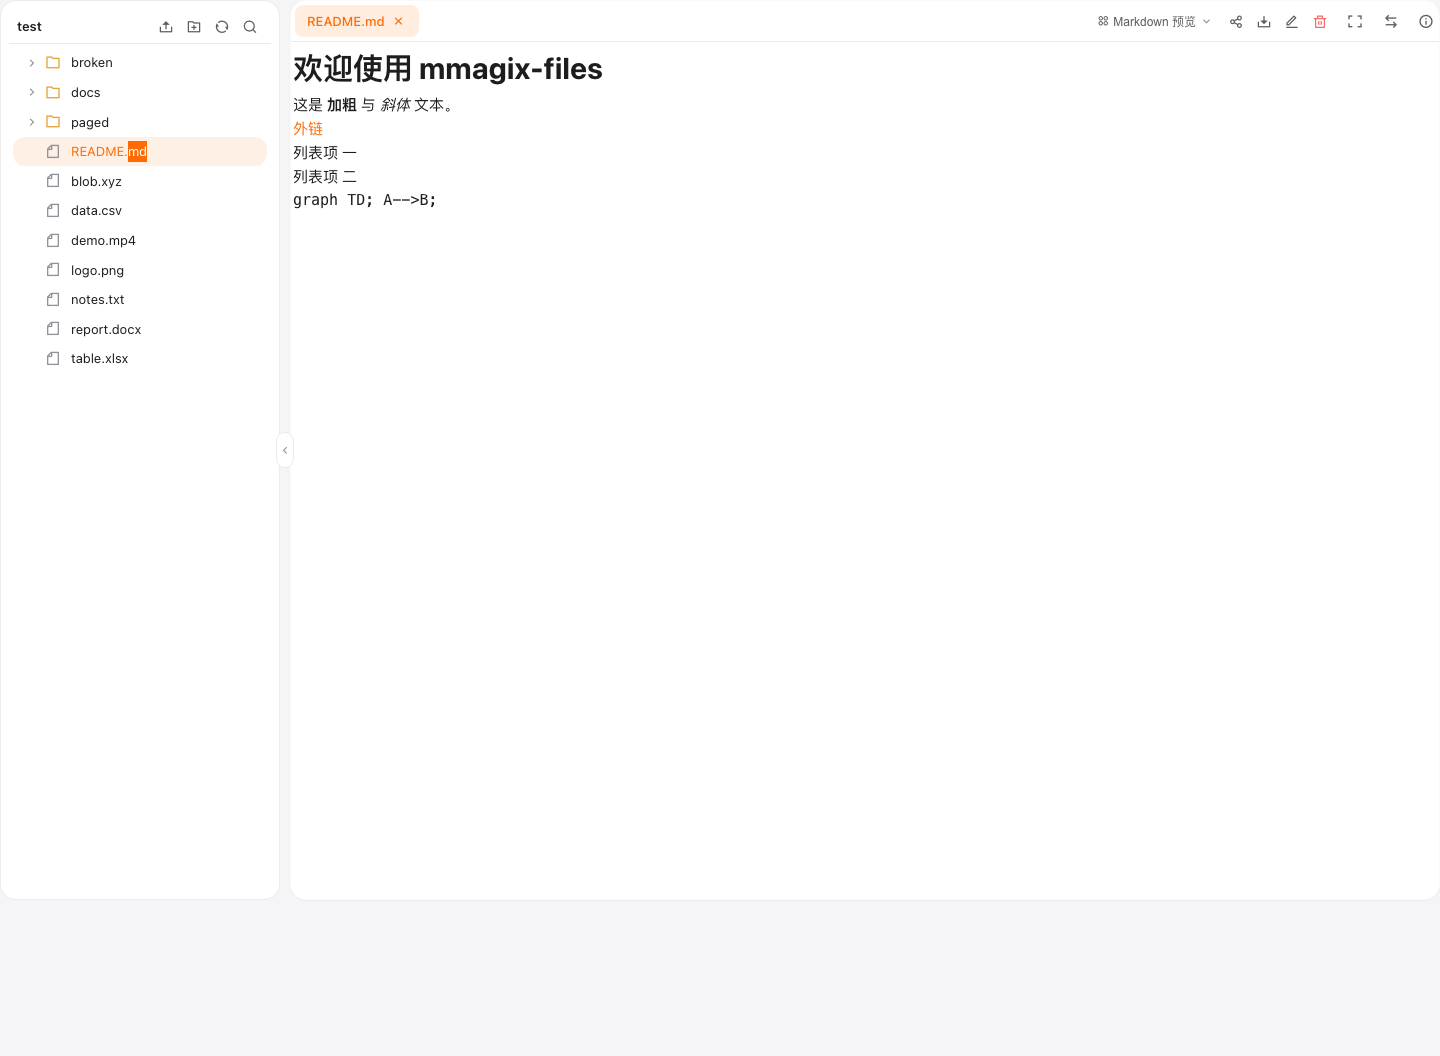 test
broken
docs
paged
README.md
blob.xyz
data.csv
demo.mp4
logo.png
notes.txt
report.docx
table.xlsx
README.md
Markdown 预览
欢迎使用 mmagix-files
这是 加粗 与 斜体 文本。
外链
列表项 一
列表项 二
graph TD; A-->B;